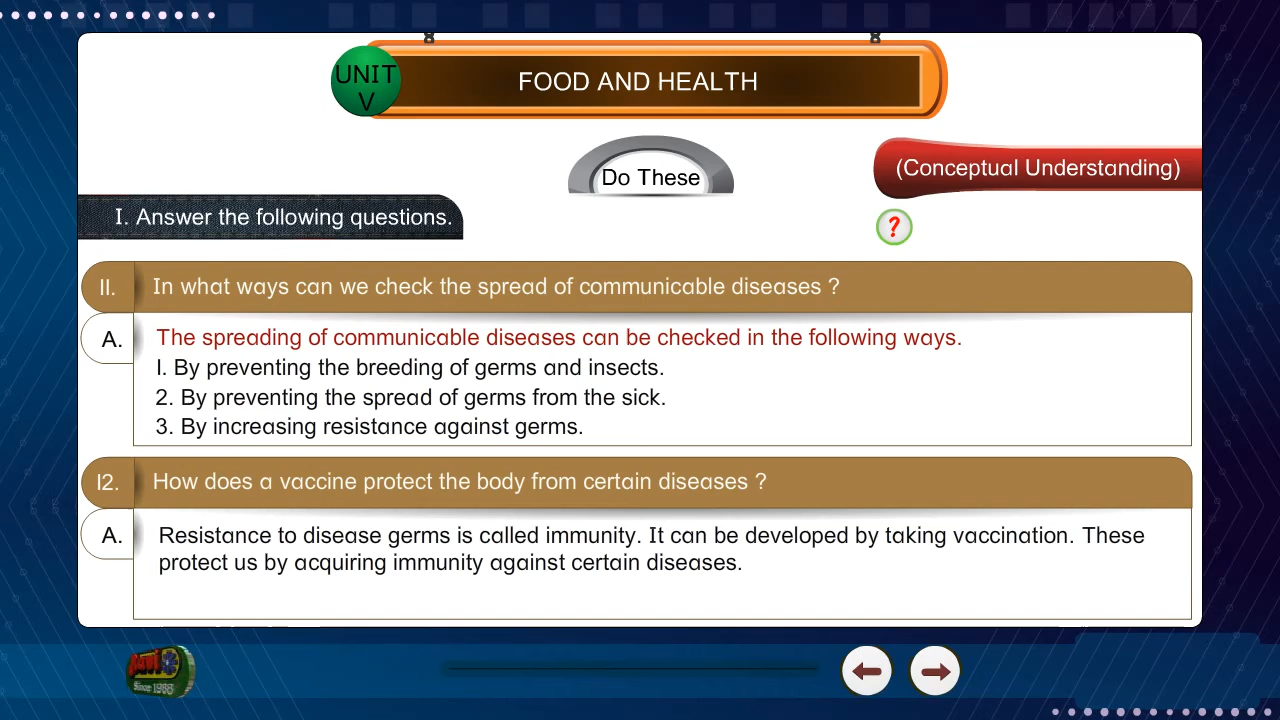 UNIT
V
FOOD AND HEALTH
Do These
(Conceptual Understanding)
I. Answer the following questions.
?
II. In what ways can we check the spread of communicable diseases ?
A. The spreading of communicable diseases can be checked in the following ways.
I. By preventing the breeding of germs and insects.
2. By preventing the spread of germs from the sick.
3. By increasing resistance against germs.
I2. How does a vaccine protect the body from certain diseases ?
A. Resistance to disease germs is called immunity. It can be developed by taking vaccination. These
protect us by acquiring immunity against certain diseases.
Since 1988